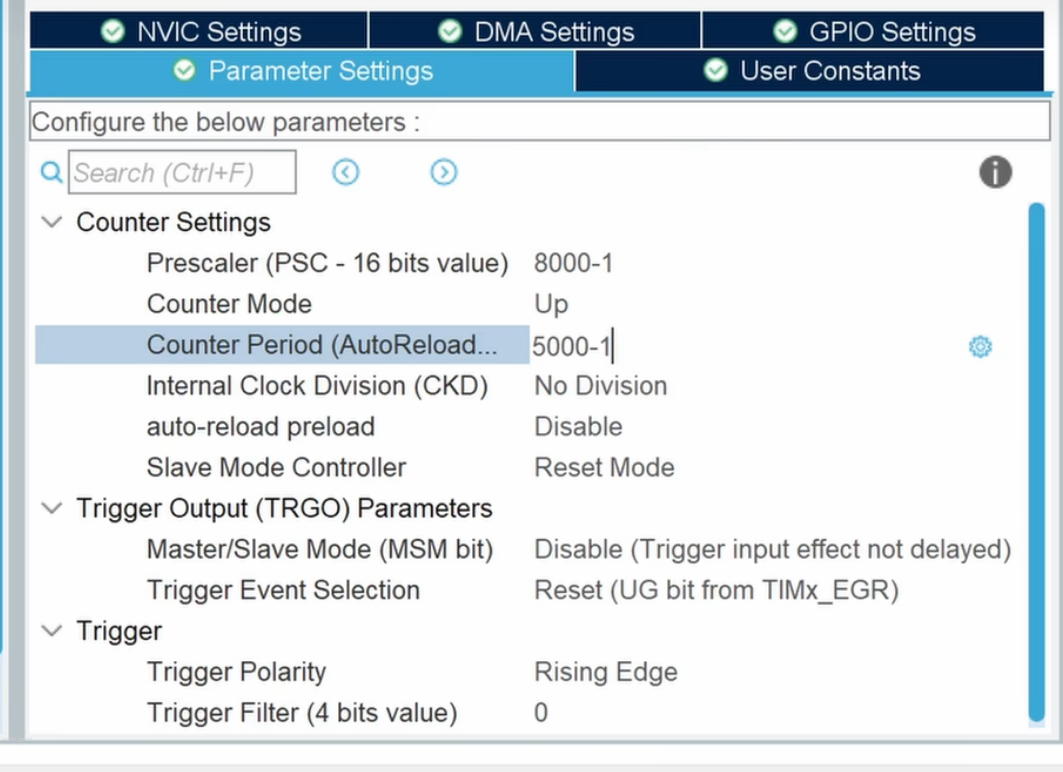 NVIC Settings DMA Settings GPIO Settings
Parameter Settings User Constants
Configure the below parameters :
Search (Ctrl+F)
Counter Settings
Prescaler (PSC - 16 bits value) 8000-1
Counter Mode Up
Counter Period (AutoReload... 5000-1
Internal Clock Division (CKD) No Division
auto-reload preload Disable
Slave Mode Controller Reset Mode
Trigger Output (TRGO) Parameters
Master/Slave Mode (MSM bit) Disable (Trigger input effect not delayed)
Trigger Event Selection Reset (UG bit from TIMx_EGR)
Trigger
Trigger Polarity Rising Edge
Trigger Filter (4 bits value) 0